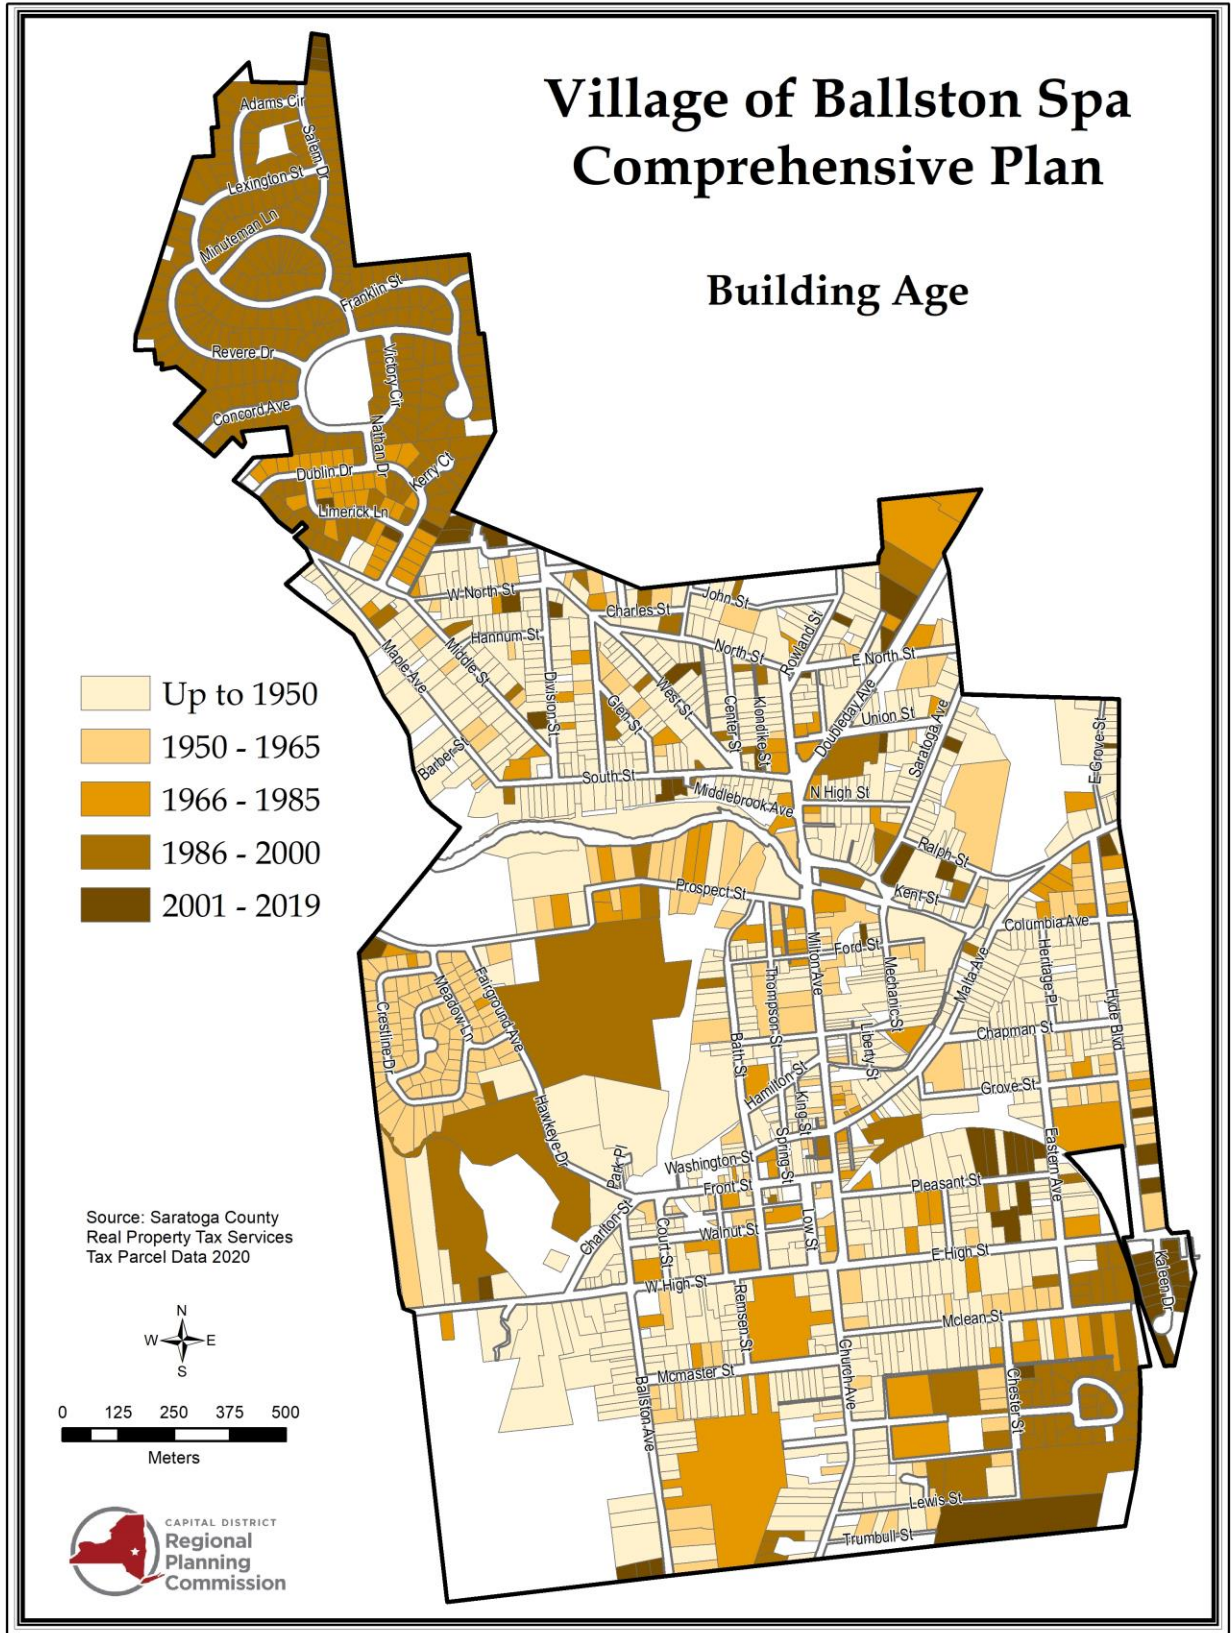 Village of Ballston Spa
Comprehensive Plan
Building Age
Adams Cir
Salem Dr
Lexington St
Minuteman Ln
Franklin St
Revere Dr
Victory Cir
Concord Ave
Nathan Dr
Dublin Dr
Kerry Ct
Limerick Ln
W North St
Charles St
John St
Hannum St
Middle St
Maple Ave
North St
Rowland St
E North St
Division St
Glen St
West St
Center St
Klondike St
Doubleday Ave
Union St
Saratoga Ave
E Grove St
Barber St
South St
Middlebrook Ave
N High St
Up to 1950
1950 - 1965
1966 - 1985
1986 - 2000
2001 - 2019
Ralph St
Prospect St
Kent St
Columbia Ave
Milton Ave
Ford St
Mechanic St
Malta Ave
Heritage Pl
Hyde Blvd
Fairground Ave
Meadow Ln
Crestline Dr
Thompson St
Bath St
Liberty St
Chapman St
Hamilton St
King St
Grove St
Hawkeye Dr
Park Pl
Washington St
Spring St
Eastern Ave
Front St
Pleasant St
Charlton St
Court St
Walnut St
Low St
E High St
Kaleen Dr
W High St
Remsen St
Mclean St
Church Ave
Mcmaster St
Ballston Ave
Chester St
Lewis St
Trumbull St
Source: Saratoga County
Real Property Tax Services
Tax Parcel Data 2020
N
W E
S
0 125 250 375 500
Meters
CAPITAL DISTRICT
Regional
Planning
Commission